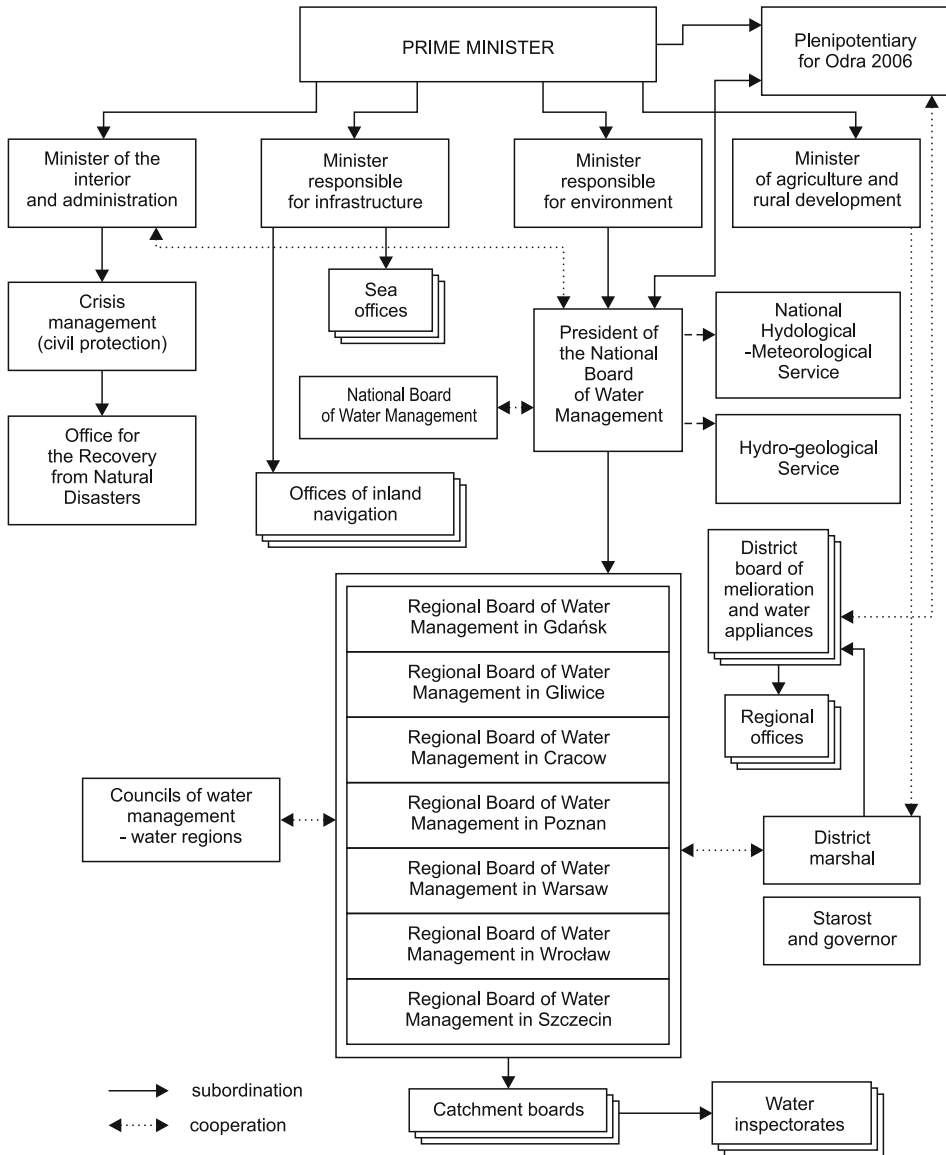 PRIME MINISTER
Plenipotentiary
for Odra 2006
Minister of the
interior
and administration
Minister
responsible
for infrastructure
Minister
responsible
for environment
Minister
of agriculture and
rural development
Crisis
management
(civil protection)
Sea
offices
President of
the National
Board
of Water
Management
National
Hydological
-Meteorological
Service
National Board
of Water Management
Office for
the Recovery
from Natural
Disasters
Hydro-geological
Service
Offices of inland
navigation
District
board of
melioration
and water
appliances
Regional Board of Water
Management in Gdańsk
Regional Board of Water
Management in Gliwice
Regional
offices
Regional Board of Water
Management in Cracow
Councils of water
management
- water regions
Regional Board of Water
Management in Poznan
District
marshal
Regional Board of Water
Management in Warsaw
Starost
and governor
Regional Board of Water
Management in Wrocław
Regional Board of Water
Management in Szczecin
subordination
cooperation
Catchment boards
Water
inspectorates